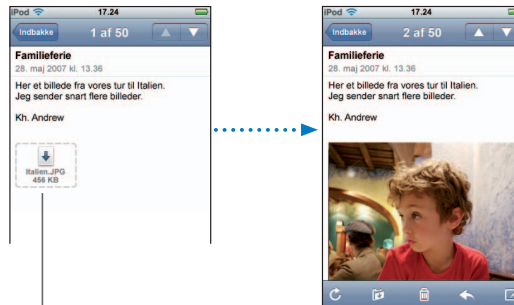 iPod 17.24
Indbakke 1 af 50
Familieferie
28. maj 2007 kl. 13.36
Her et billede fra vores tur til Italien.
Jeg sender snart flere billeder.
Kh. Andrew
Italien.JPG
456 KB
iPod 17.24
Indbakke 2 af 50
Familieferie
28. maj 2007 kl. 13.36
Her et billede fra vores tur til Italien.
Jeg sender snart flere billeder.
Kh. Andrew